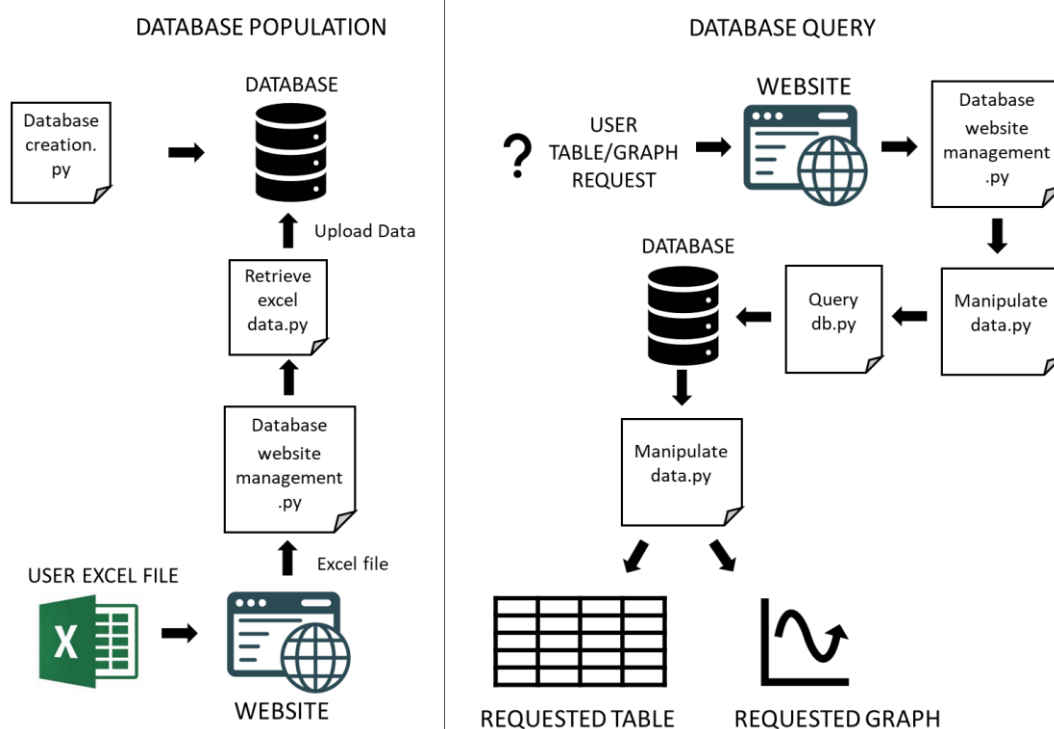 DATABASE POPULATION
DATABASE
Database
creation.
py
Upload Data
Retrieve
excel
data.py
Database
website
management
.py
Excel file
USER EXCEL FILE
X
WEBSITE
DATABASE QUERY
WEBSITE
?
USER
TABLE/GRAPH
REQUEST
Database
website
management
.py
DATABASE
Query
db.py
Manipulate
data.py
Manipulate
data.py
REQUESTED TABLE
REQUESTED GRAPH